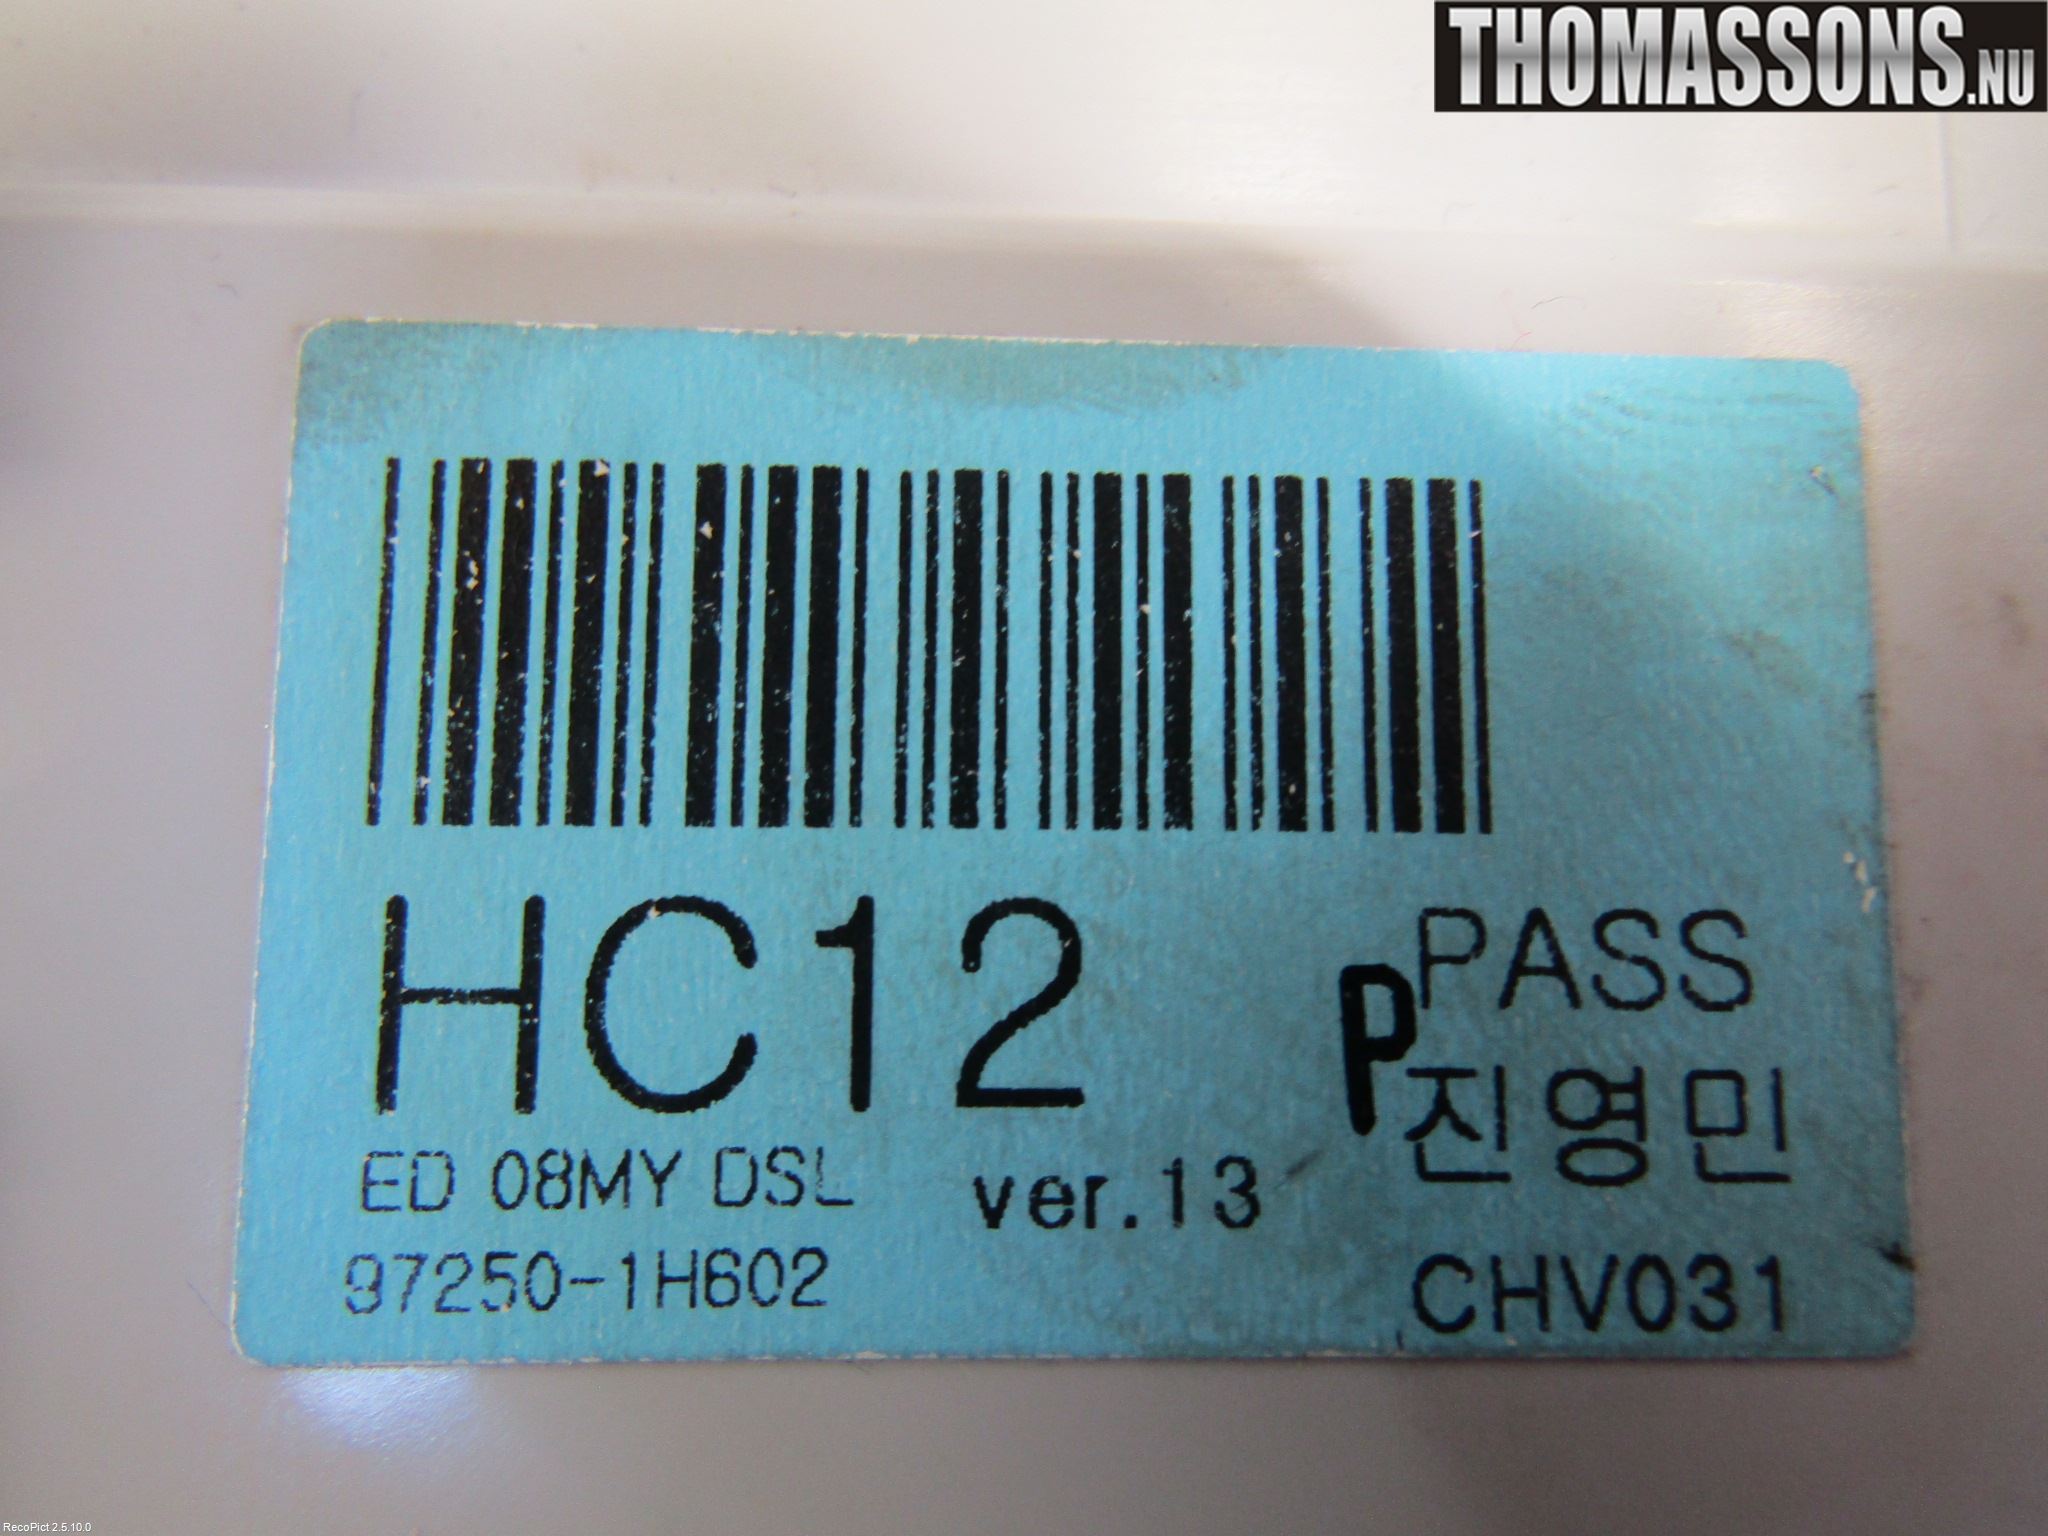 THOMASSONS.NU
HC12
P
PASS
진영민
ED 08MY DSL
ver.13
97250-1H602
CHV031
RecoPict 2.5.10.0